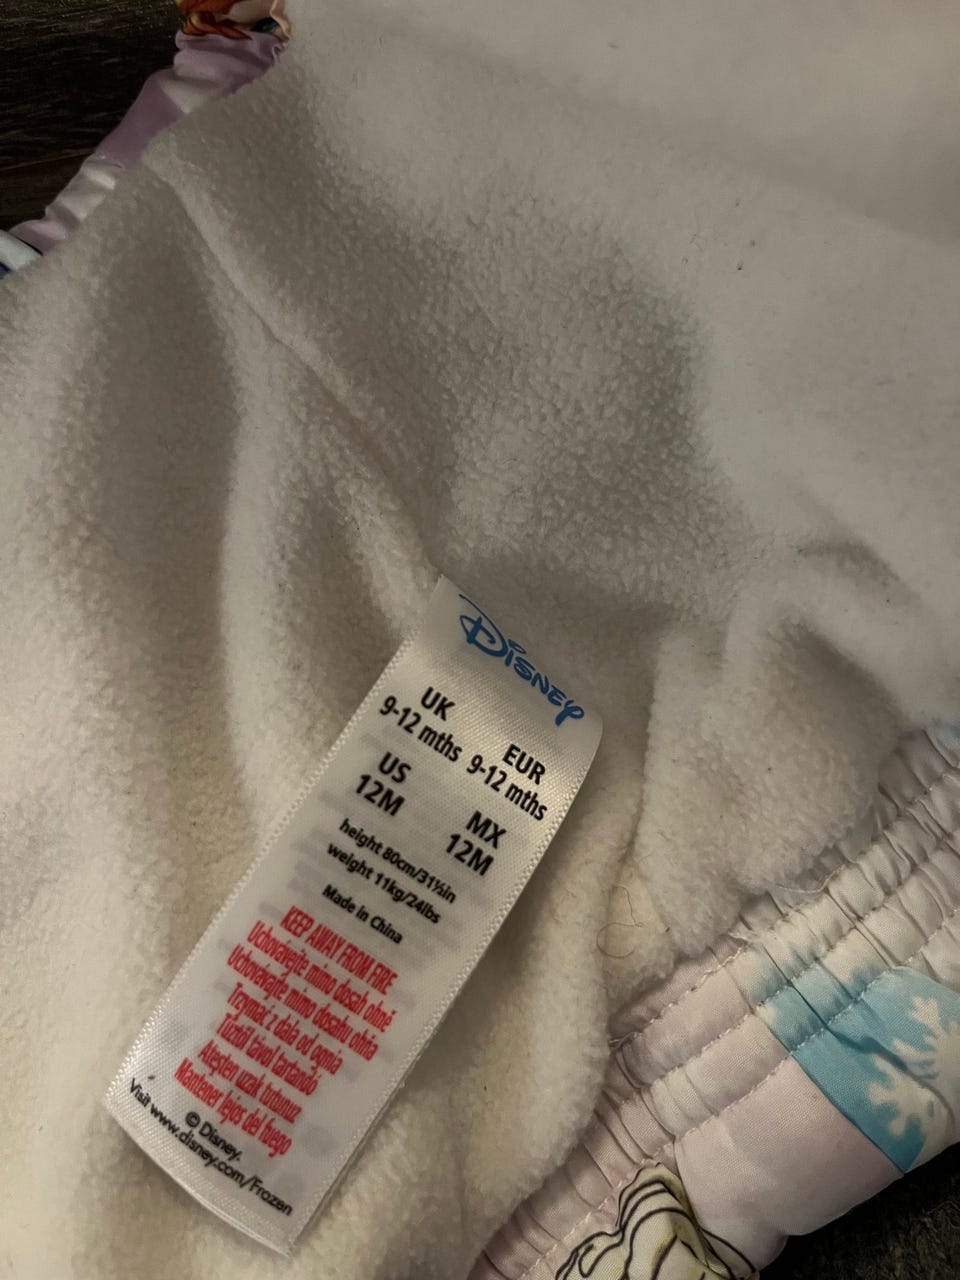 Disney
UK EUR
9-12 mths 9-12 mths
US MX
12M 12M
height 80cm/31½in
weight 11kg/24lbs
Made in China
KEEP AWAY FROM FIRE
Uchovávejte mimo dosah ohně
Uchovávajte mimo dosahu ohňa
Trzymać z dala od ognia
Tűztől távol tartandó
Ateşten uzak tutunuz
Mantener lejos del fuego
© Disney.
Visit www.disney.com/Frozen